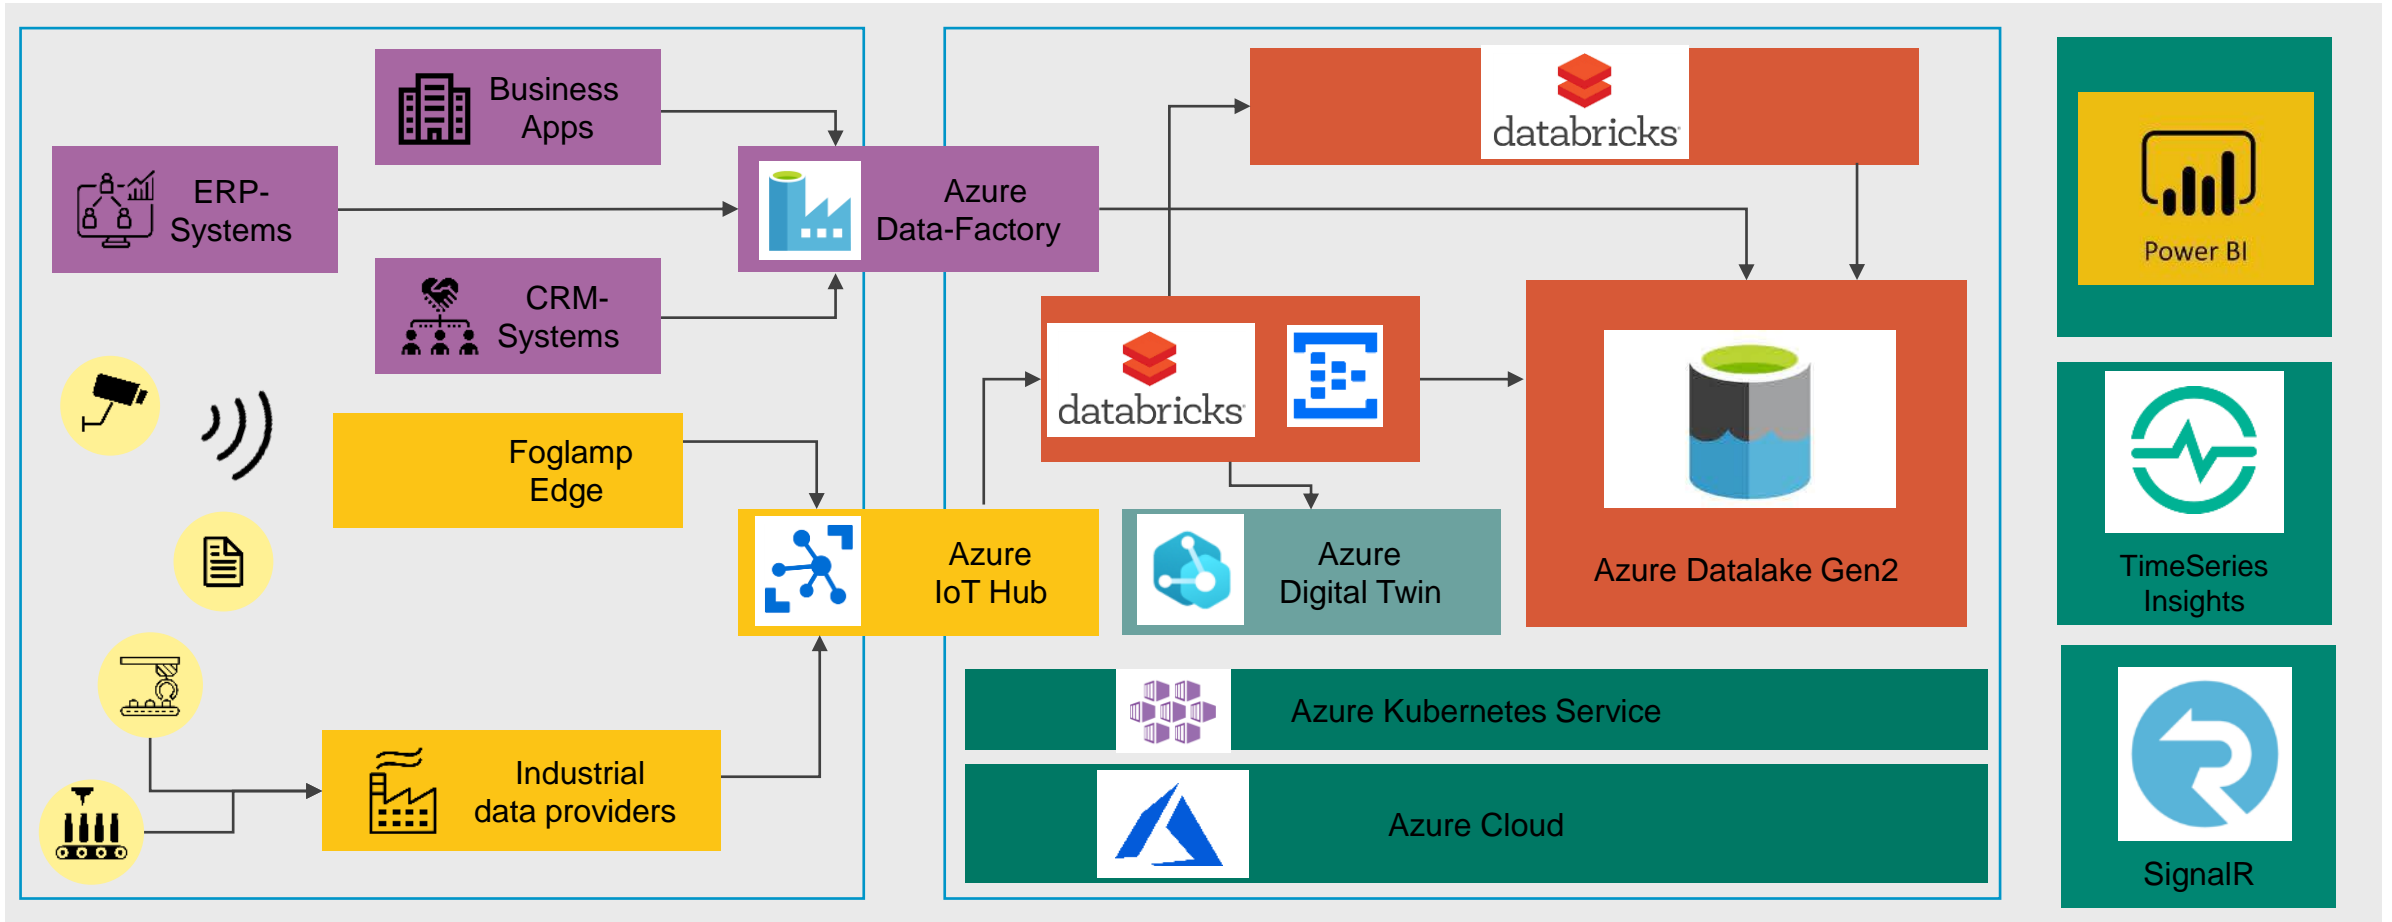 Business
Apps
ERP-
Systems
CRM-
Systems
Azure
Data-Factory
databricks
Power BI
databricks
Foglamp
Edge
Azure
IoT Hub
Azure
Digital Twin
Azure Datalake Gen2
TimeSeries
Insights
Industrial
data providers
Azure Kubernetes Service
Azure Cloud
SignalR